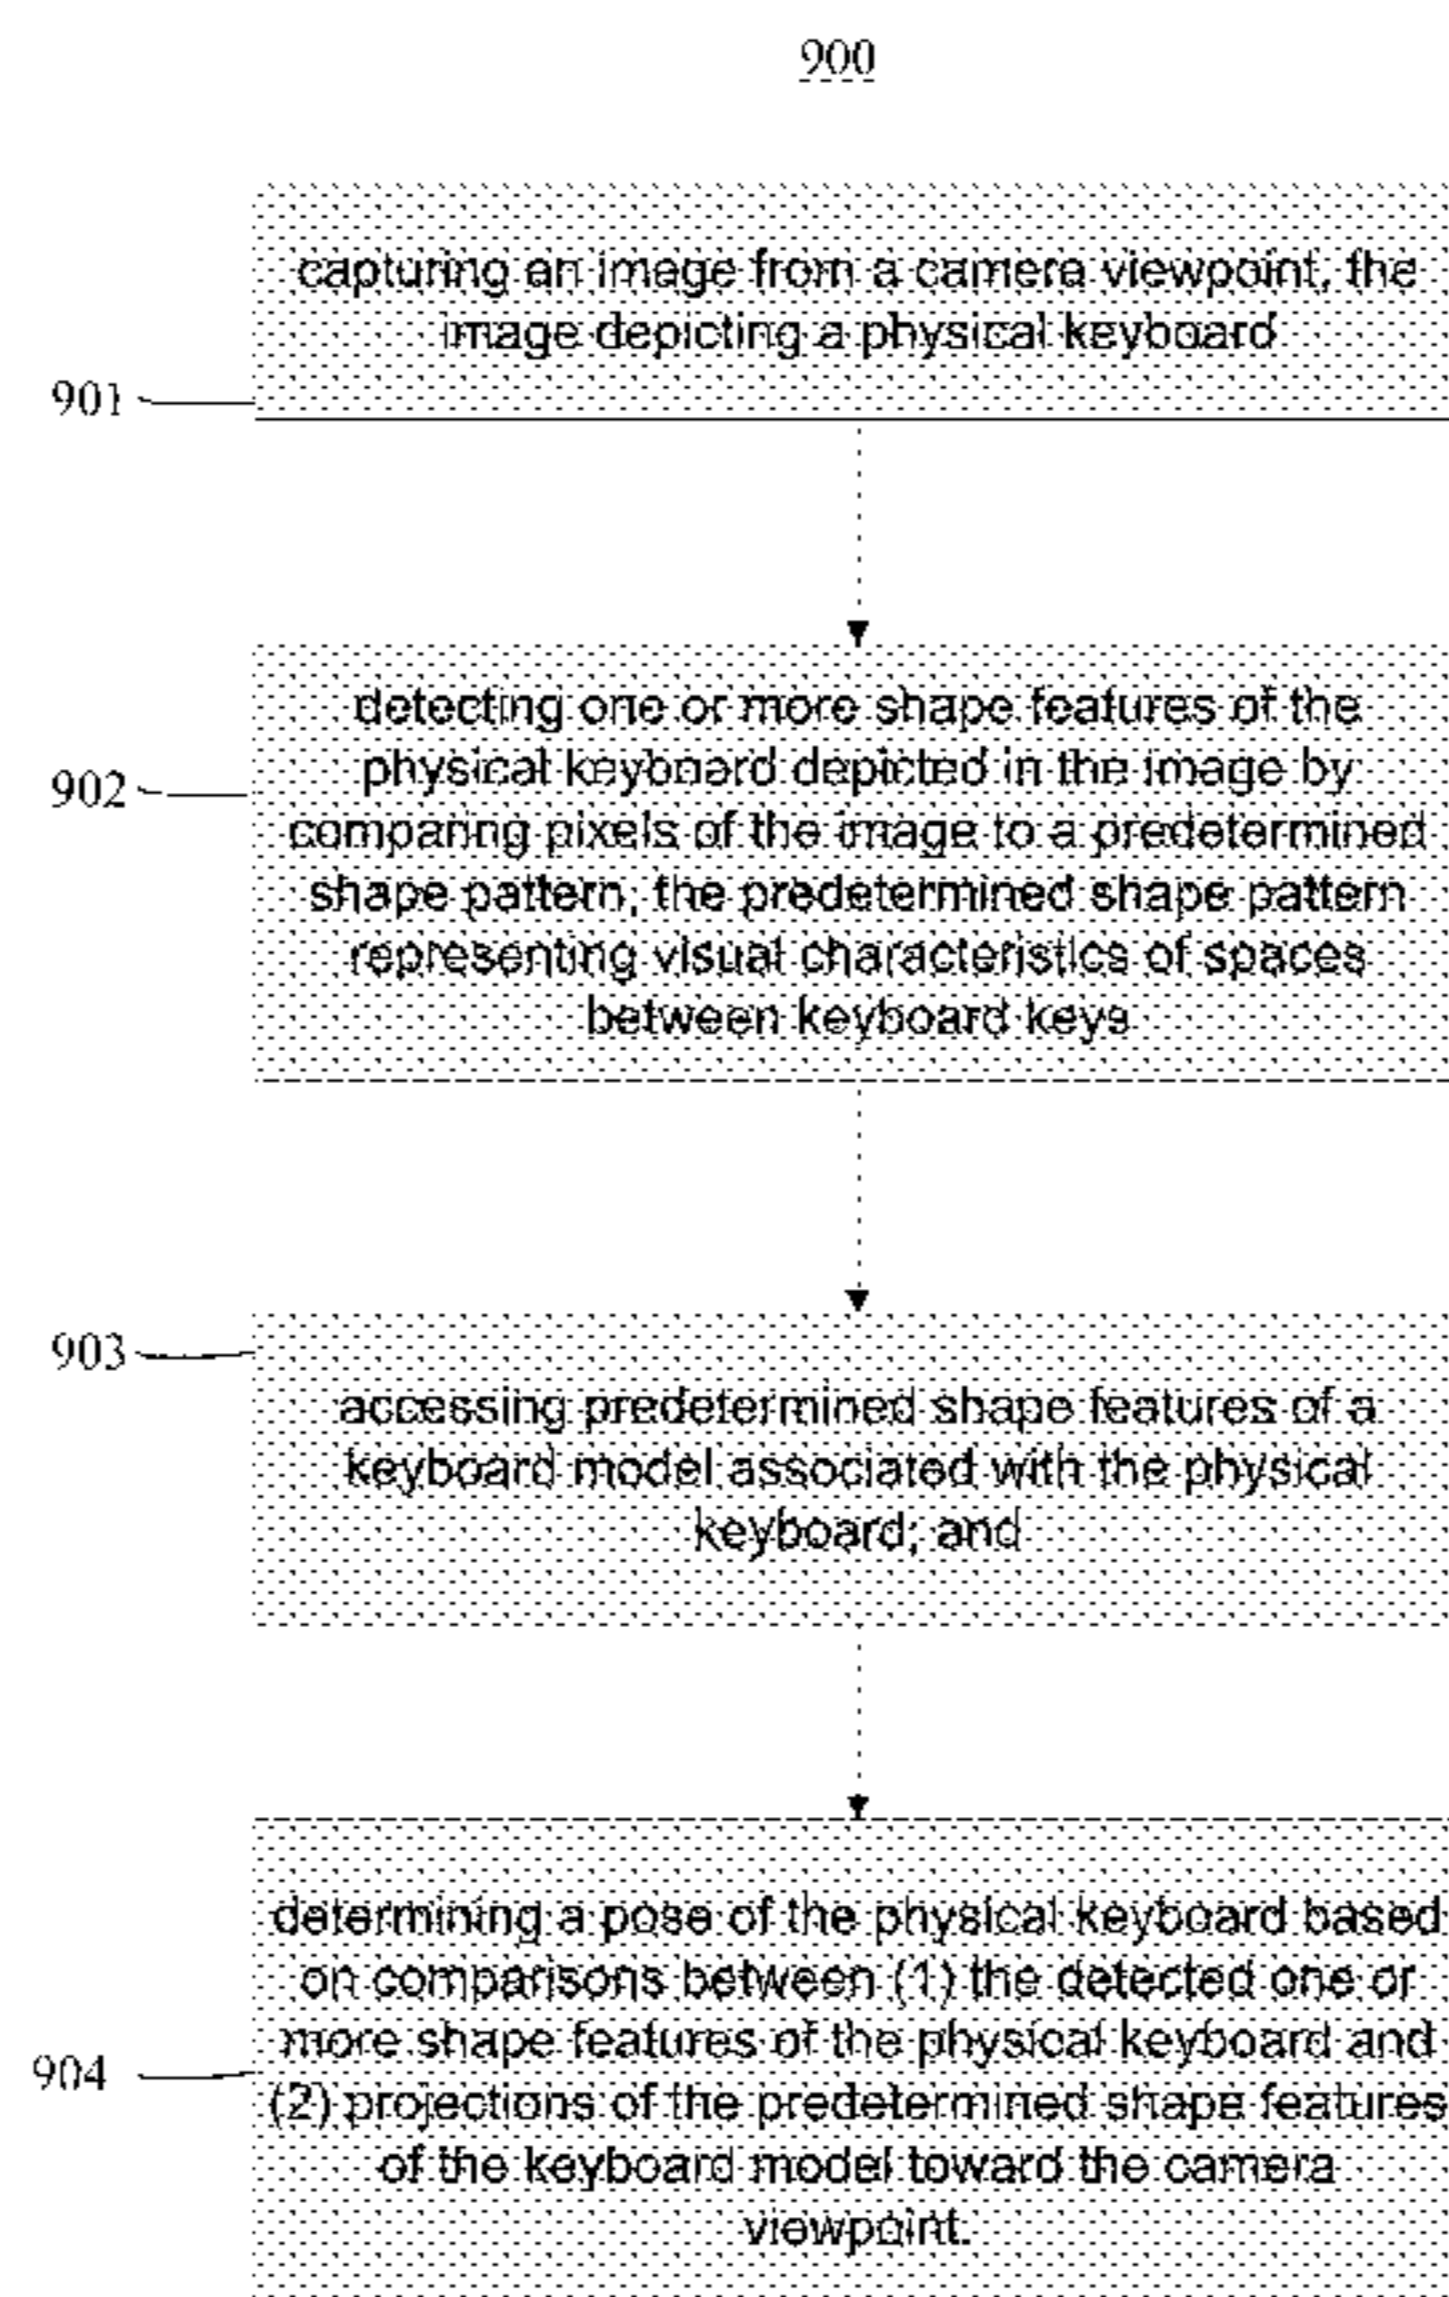 900
capturing an image from a camera viewpoint, the
image depicting a physical keyboard
901
detecting one or more shape features of the
physical keyboard depicted in the image by
902
comparing pixels of the image to a predetermined
shape pattern, the predetermined shape pattern
representing visual characteristics of spaces
between keyboard keys
903
accessing predetermined shape features of a
keyboard model associated with the physical
keyboard; and
determining a pose of the physical keyboard based
on comparisons between (1) the detected one or
more shape features of the physical keyboard and
904
(2) projections of the predetermined shape features
of the keyboard model toward the camera
viewpoint.